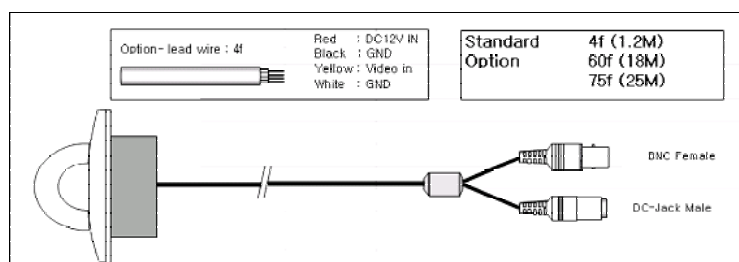 Option- lead wire : 4f
Red : DC12V IN
Black : GND
Yellow : Video in
White : GND
Standard 4f (1.2M)
Option 60f (18M)
75f (25M)
BNC Female
DC-Jack Male